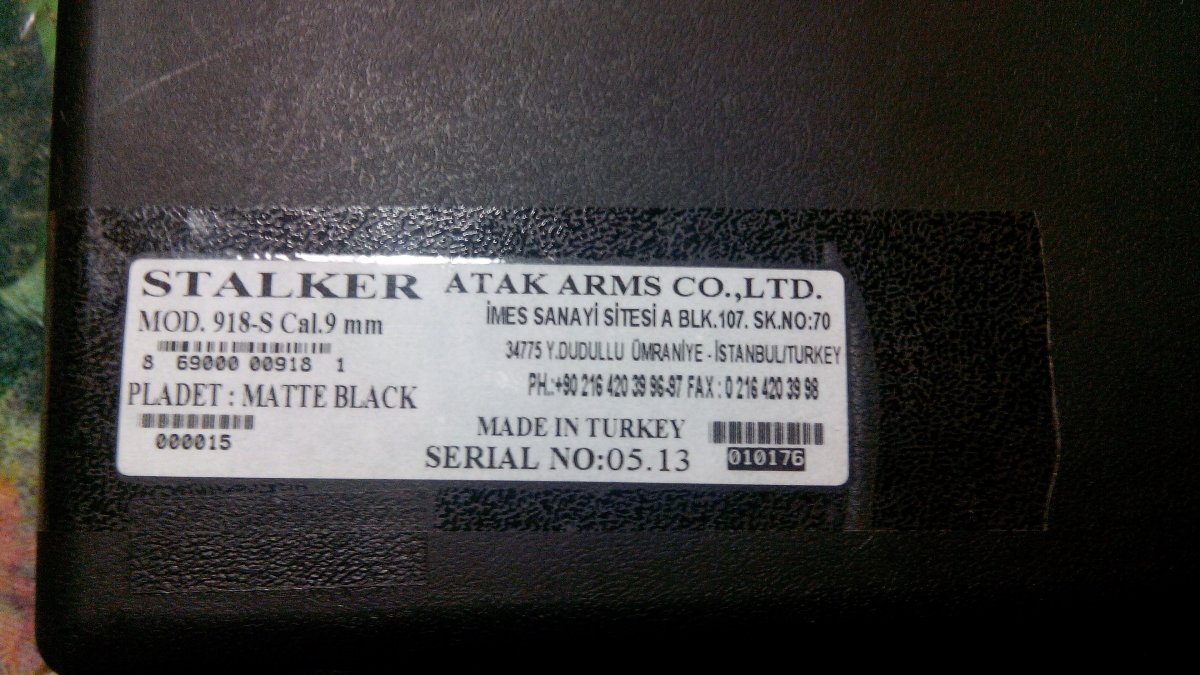 STALKER
MOD. 918-S Cal.9 mm
8 69000 00918 1
PLADET : MATTE BLACK
000015
ATAK ARMS CO.,LTD.
İMES SANAYİ SİTESİ A BLK.107. SK.NO:70
34775 Y.DUDULLU ÜMRANİYE - İSTANBUL/TURKEY
PH.:+90 216 420 39 96-97 FAX : 0 216 420 39 98
MADE IN TURKEY
SERIAL NO:05.13 010176